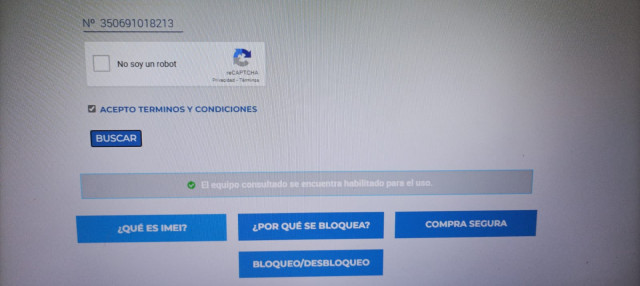 Nº 350691018213
No soy un robot
reCAPTCHA
Privacidad - Términos
ACEPTO TERMINOS Y CONDICIONES
BUSCAR
El equipo consultado se encuentra habilitado para el uso.
¿QUÉ ES IMEI?
¿POR QUÉ SE BLOQUEA?
COMPRA SEGURA
BLOQUEO/DESBLOQUEO